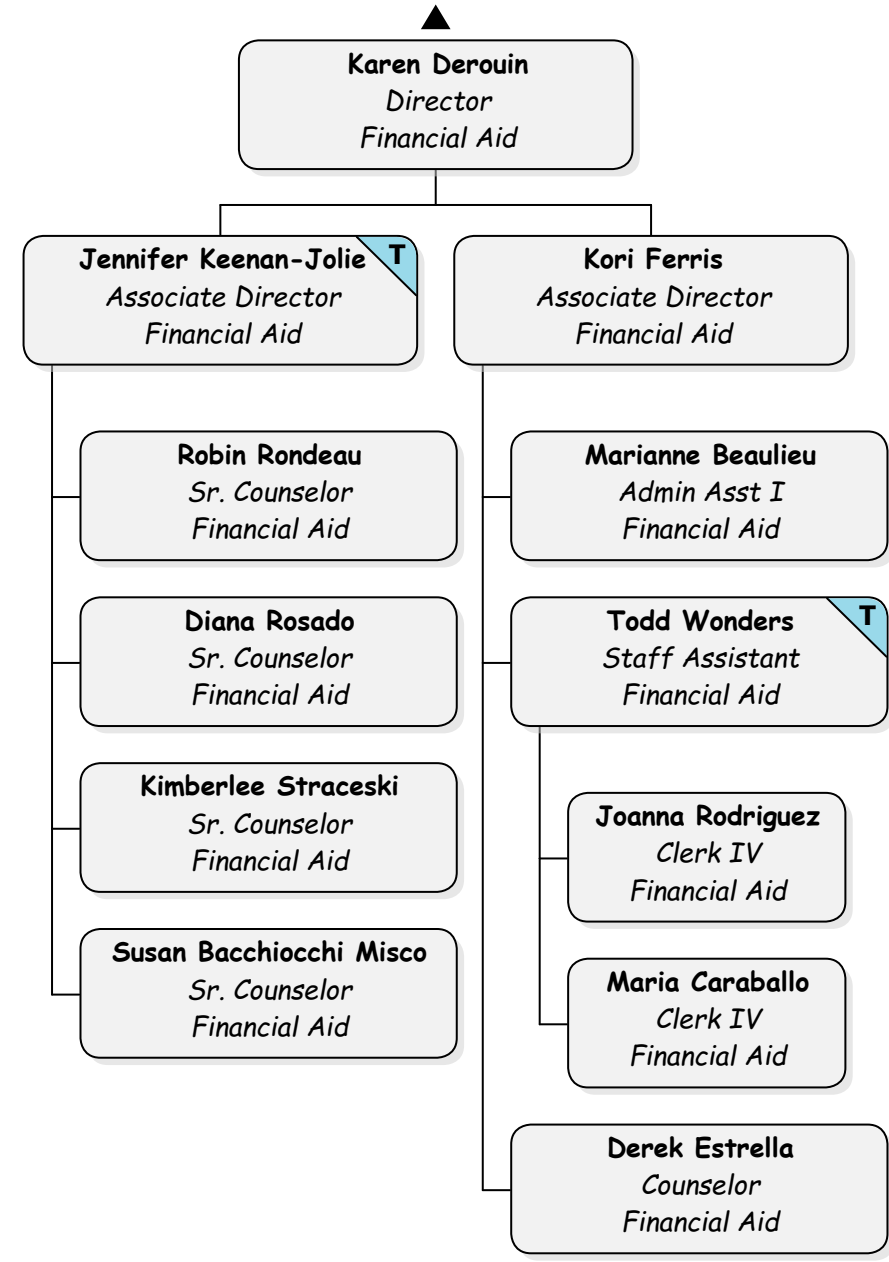 Karen Derouin
Director
Financial Aid
Jennifer Keenan-Jolie
T
Associate Director
Financial Aid
Robin Rondeau
Sr. Counselor
Financial Aid
Diana Rosado
Sr. Counselor
Financial Aid
Kimberlee Straceski
Sr. Counselor
Financial Aid
Susan Bacchiocchi Misco
Sr. Counselor
Financial Aid
Kori Ferris
Associate Director
Financial Aid
Marianne Beaulieu
Admin Asst I
Financial Aid
Todd Wonders
T
Staff Assistant
Financial Aid
Joanna Rodriguez
Clerk IV
Financial Aid
Maria Caraballo
Clerk IV
Financial Aid
Derek Estrella
Counselor
Financial Aid